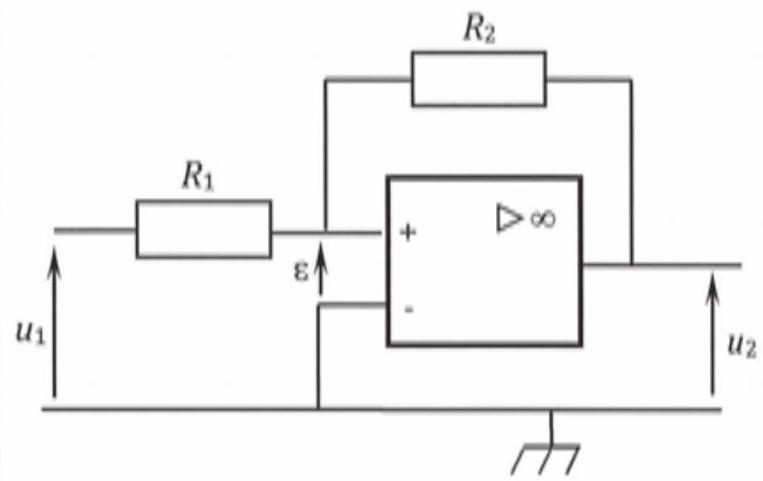 R₂
R₁
+
▷ ∞
ε
-
u₁
u₂